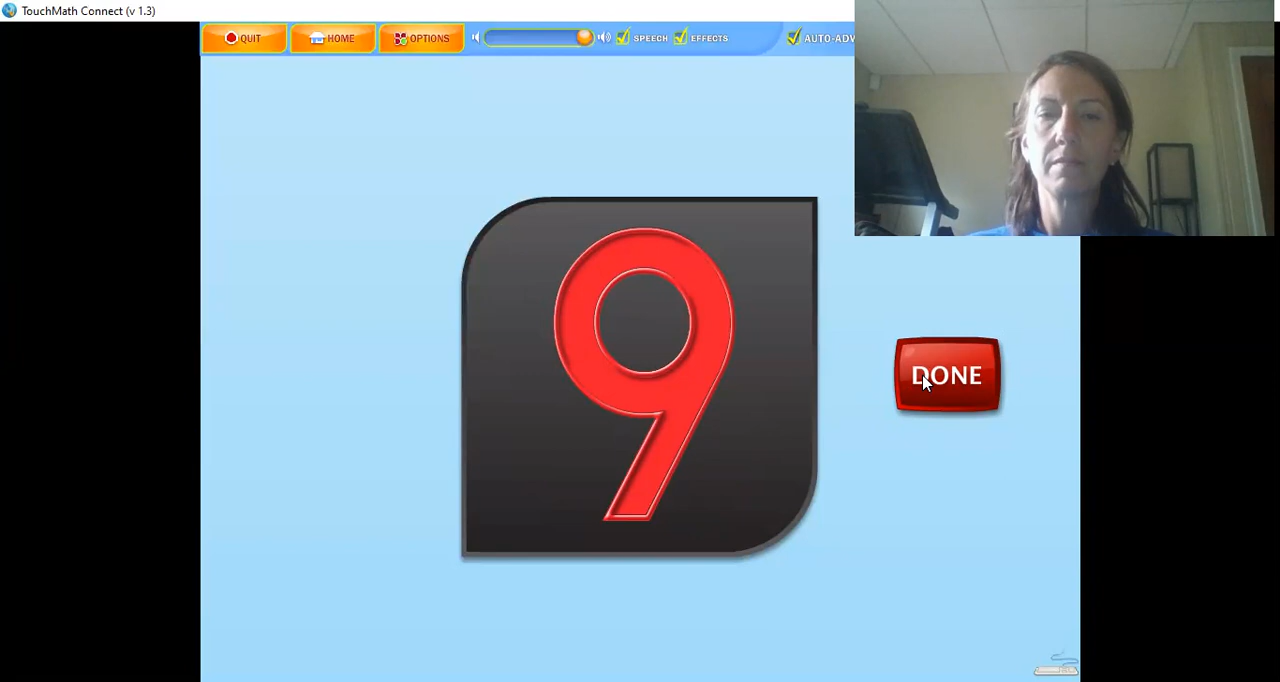 TouchMath Connect (v 1.3)
QUIT HOME OPTIONS SPEECH EFFECTS AUTO-ADV
9
DONE